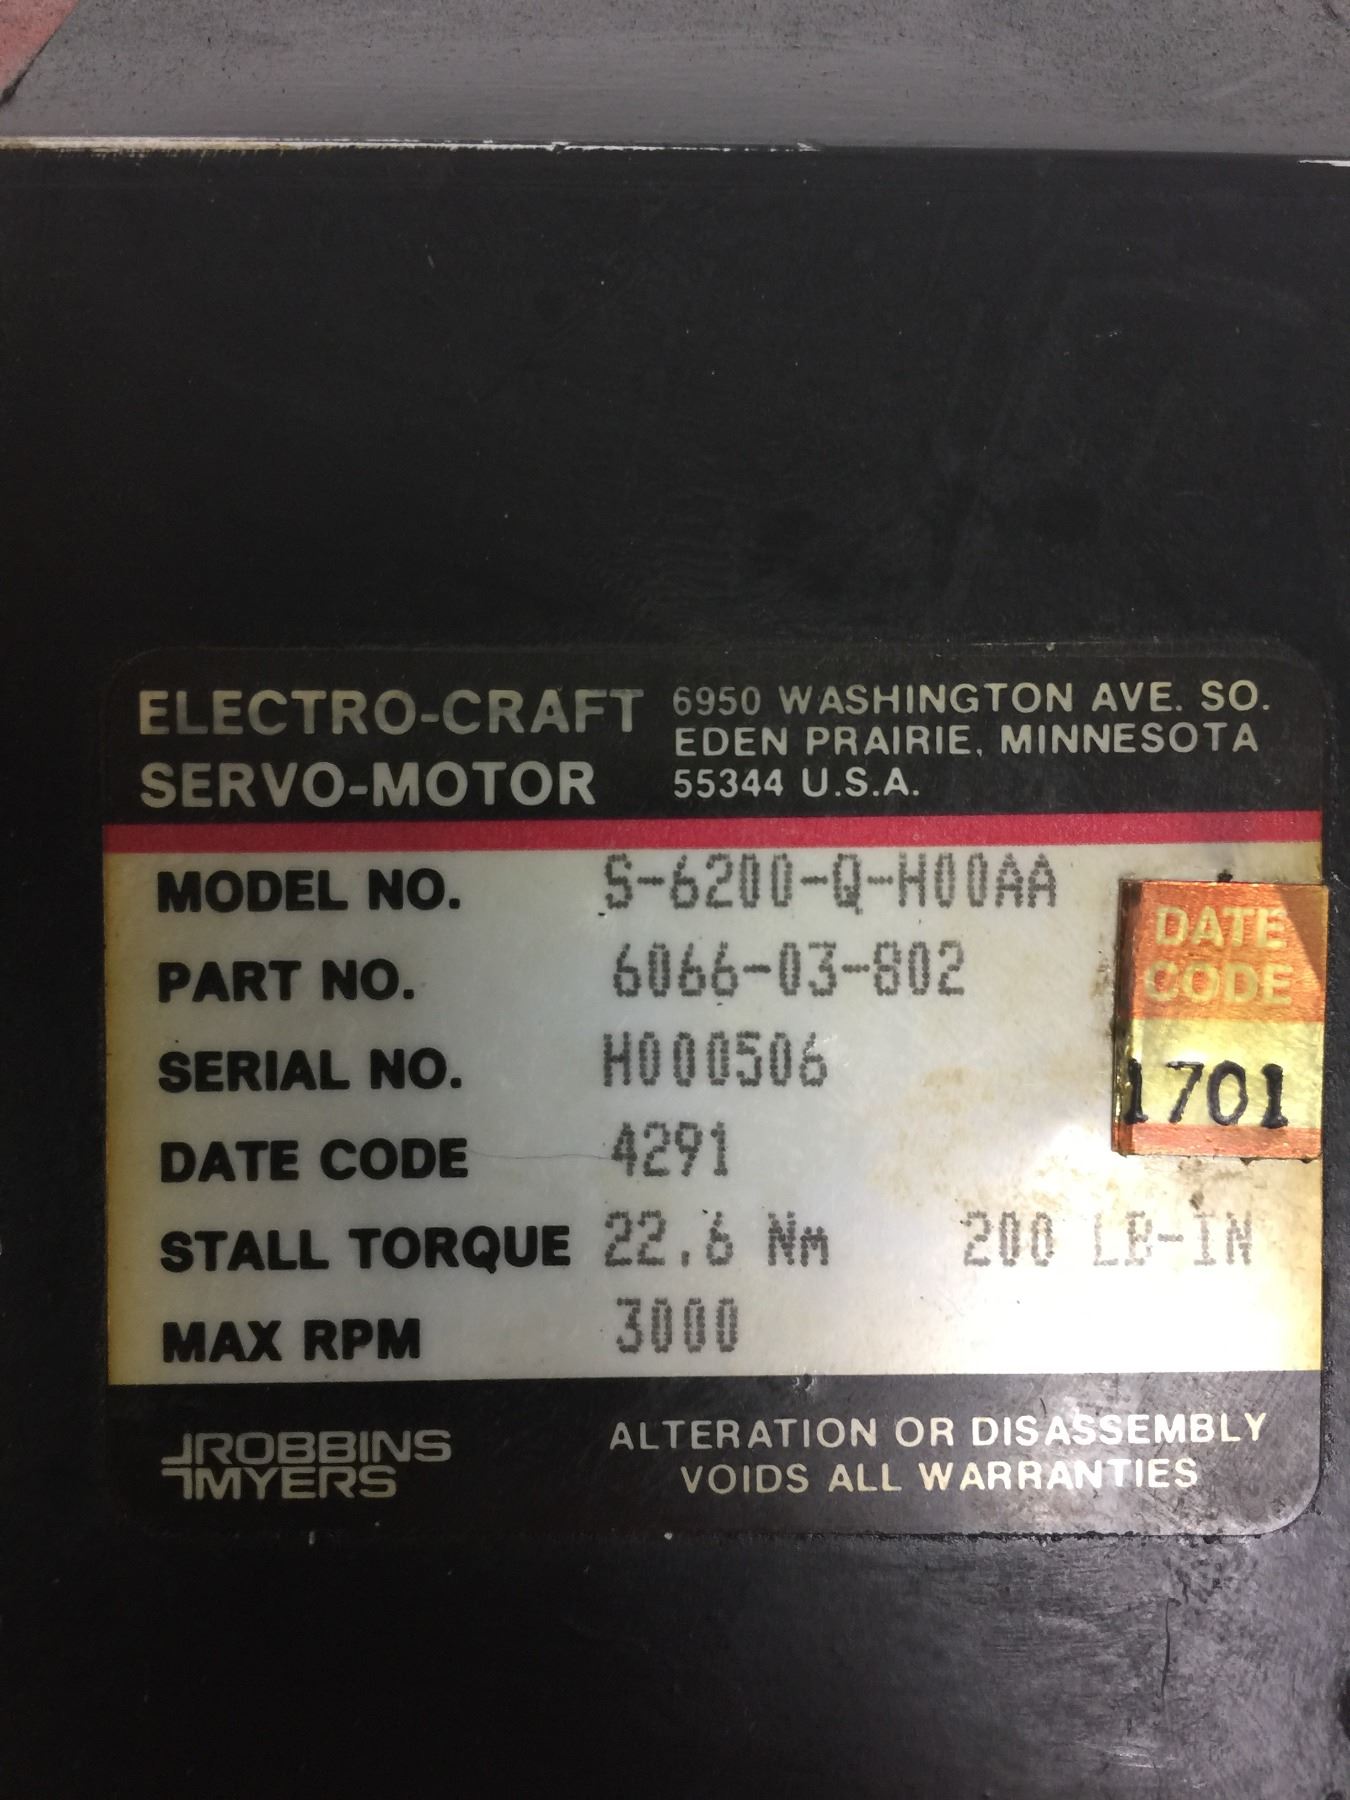 ELECTRO-CRAFT
SERVO-MOTOR
6950 WASHINGTON AVE. SO.
EDEN PRAIRIE, MINNESOTA
55344 U.S.A.
MODEL NO. S-6200-Q-H00AA
PART NO. 6066-03-802
SERIAL NO. H000506
DATE CODE 4291
STALL TORQUE 22.6 Nm 200 LB-IN
MAX RPM 3000
DATE
CODE
1701
ROBBINS
MYERS
ALTERATION OR DISASSEMBLY
VOIDS ALL WARRANTIES